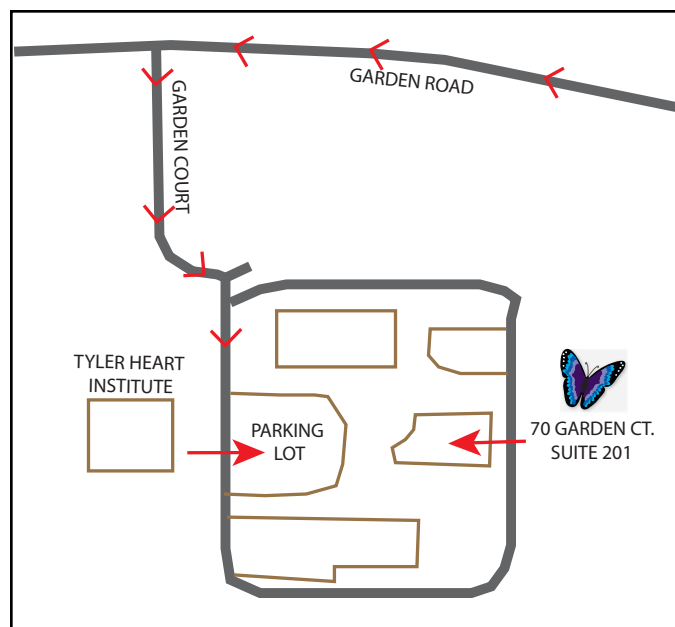 GARDEN ROAD
GARDEN COURT
TYLER HEART
INSTITUTE
PARKING
LOT
70 GARDEN CT.
SUITE 201